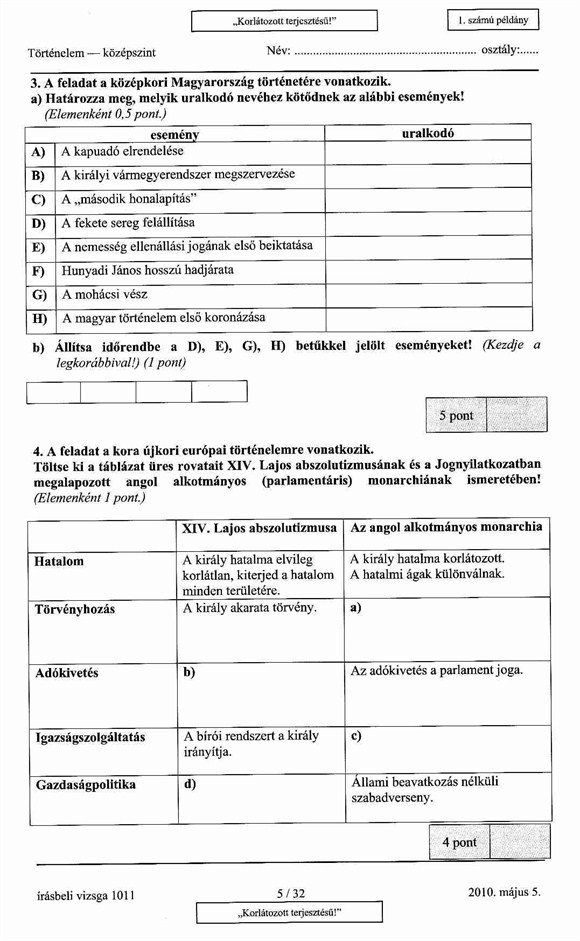 „Korlátozott terjesztésű!”
1. számú példány
Történelem — középszint
Név: ........................................................ osztály:......
3. A feladat a középkori Magyarország történetére vonatkozik.
a) Határozza meg, melyik uralkodó nevéhez kötődnek az alábbi események!
(Elemenként 0,5 pont.)
esemény
uralkodó
A) A kapuadó elrendelése
B) A királyi vármegyerendszer megszervezése
C) A „második honalapítás”
D) A fekete sereg felállítása
E) A nemesség ellenállási jogának első beiktatása
F) Hunyadi János hosszú hadjárata
G) A mohácsi vész
H) A magyar történelem első koronázása
b) Állítsa időrendbe a D), E), G), H) betűkkel jelölt eseményeket! (Kezdje a
legkorábbival!) (1 pont)
5 pont
4. A feladat a kora újkori európai történelemre vonatkozik.
Töltse ki a táblázat üres rovatait XIV. Lajos abszolutizmusának és a Jognyilatkozatban
megalapozott angol alkotmányos (parlamentáris) monarchiának ismeretében!
(Elemenként 1 pont.)
XIV. Lajos abszolutizmusa
Az angol alkotmányos monarchia
Hatalom
A király hatalma elvileg
korlátlan, kiterjed a hatalom
minden területére.
A király hatalma korlátozott.
A hatalmi ágak különválnak.
Törvényhozás
A király akarata törvény.
a)
Adókivetés
b)
Az adókivetés a parlament joga.
Igazságszolgáltatás
A bírói rendszert a király
irányítja.
c)
Gazdaságpolitika
d)
Állami beavatkozás nélküli
szabadverseny.
4 pont
írásbeli vizsga 1011
5 / 32
2010. május 5.
„Korlátozott terjesztésű!”